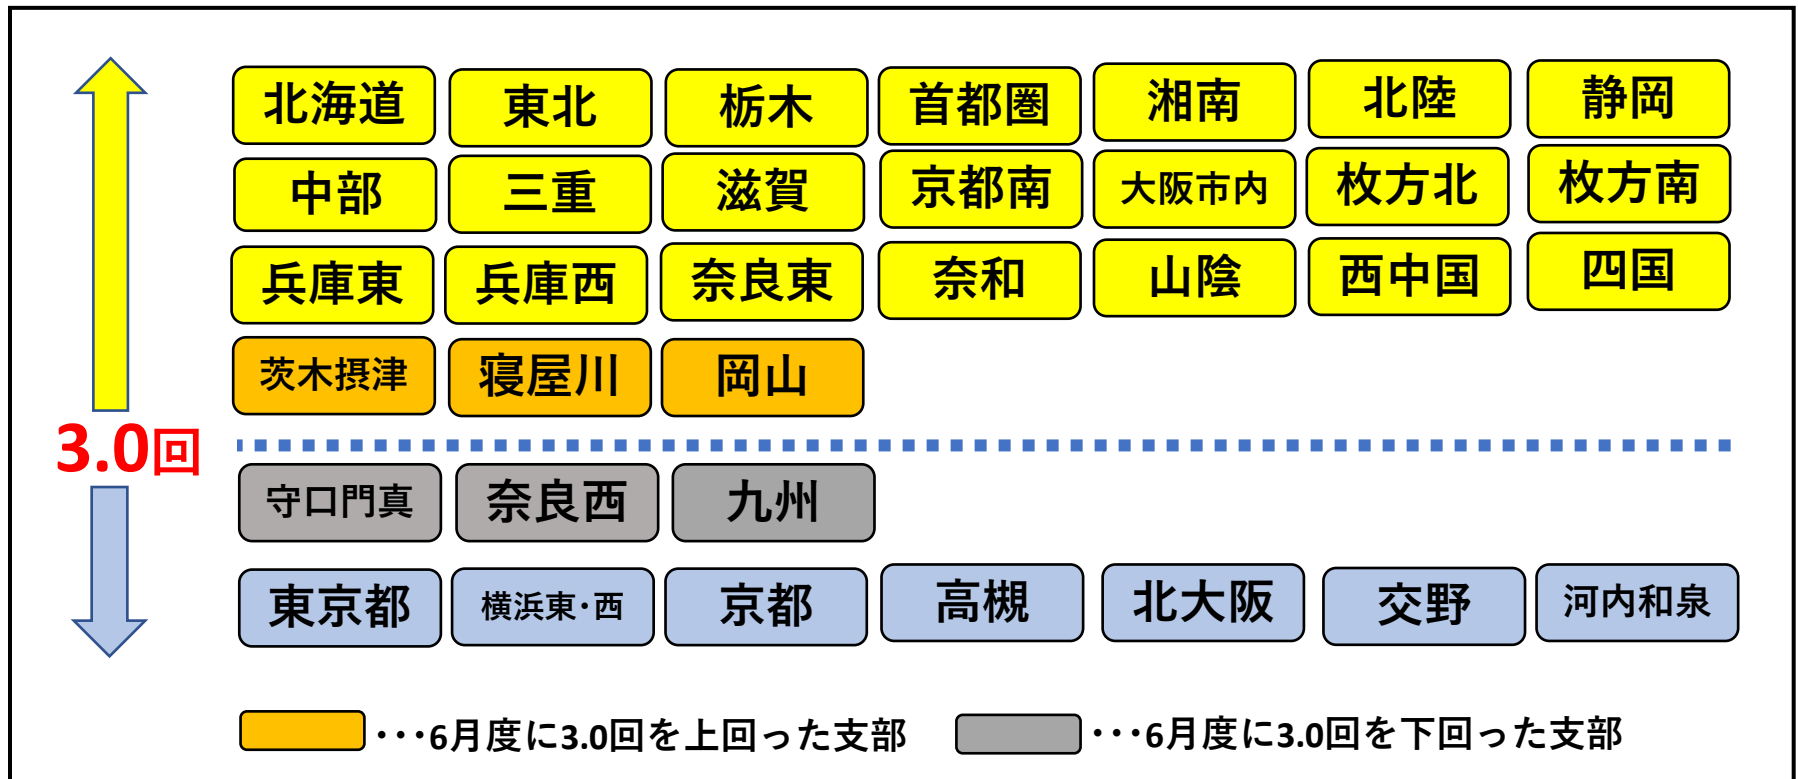 北海道 東北 栃木 首都圏 湘南 北陸 静岡
中部 三重 滋賀 京都南 大阪市内 枚方北 枚方南
兵庫東 兵庫西 奈良東 奈和 山陰 西中国 四国
茨木摂津 寝屋川 岡山
3.0回
守口門真 奈良西 九州
東京都 横浜東・西 京都 高槻 北大阪 交野 河内和泉
・・・6月度に3.0回を上回った支部 ・・・6月度に3.0回を下回った支部